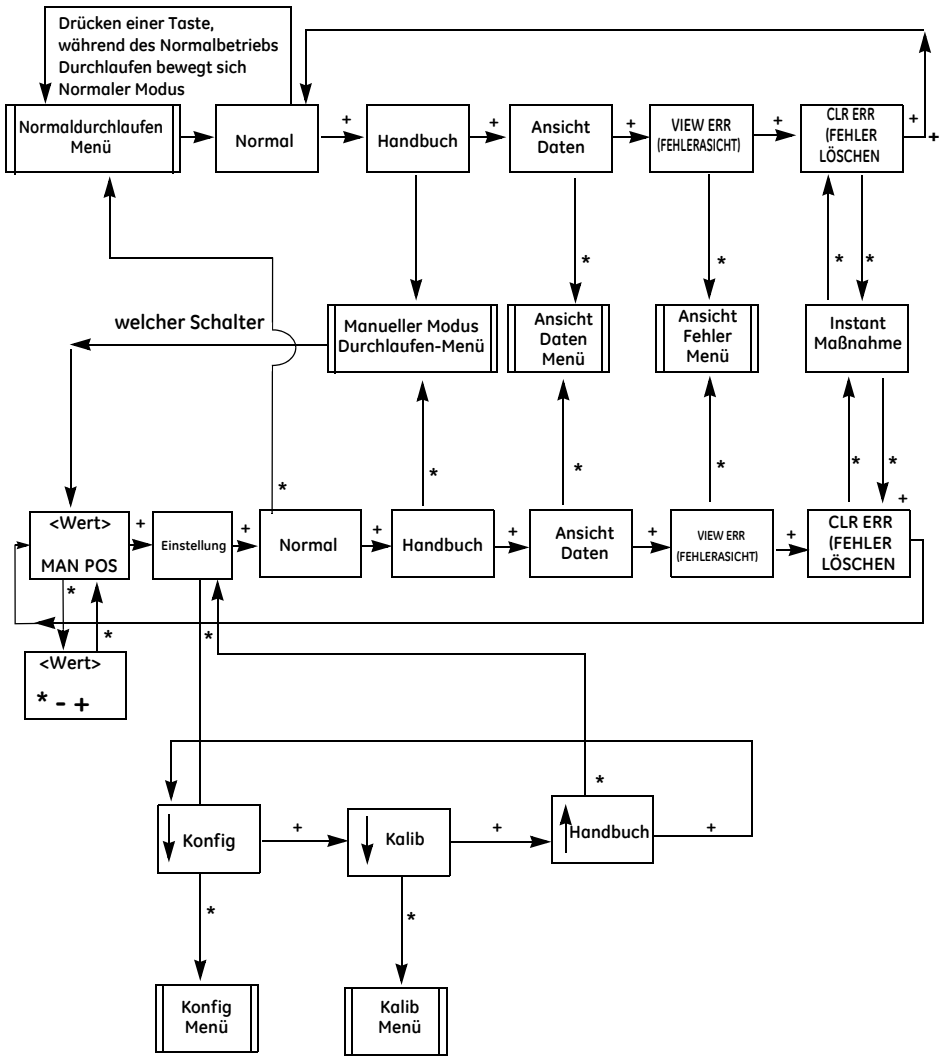 Drücken einer Taste,
während des Normalbetriebs
Durchlaufen bewegt sich
Normaler Modus
Normaldurchlaufen
Menü
Normal
+
Handbuch
+
Ansicht
Daten
+
VIEW ERR
(FEHLERASICHT)
+
CLR ERR
(FEHLER
LÖSCHEN
+
+
*
*
*
*
welcher Schalter
Manueller Modus
Durchlaufen-Menü
Ansicht
Daten
Menü
Ansicht
Fehler
Menü
Instant
Maßnahme
*
*
*
*
*
*
<Wert>
MAN POS
+
Einstellung
+
Normal
+
Handbuch
+
Ansicht
Daten
+
VIEW ERR
(FEHLERASICHT)
+
CLR ERR
(FEHLER
LÖSCHEN
+
*
*
*
<Wert>
* - +
*
Konfig
+
Kalib
+
Handbuch
+
*
*
Konfig
Menü
Kalib
Menü